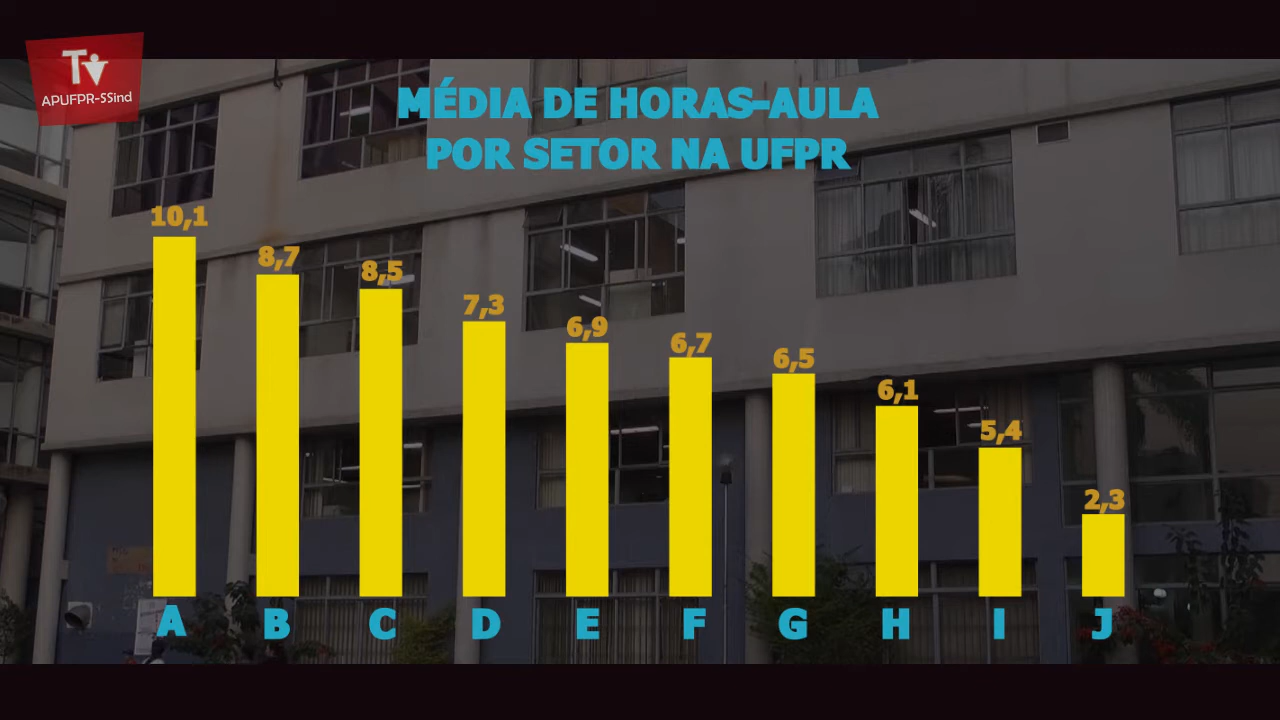 TV
APUFPR-SSind
MÉDIA DE HORAS-AULA
POR SETOR NA UFPR
10,1
8,7
8,5
7,3
6,9
6,7
6,5
6,1
5,4
2,3
A B C D E F G H I J